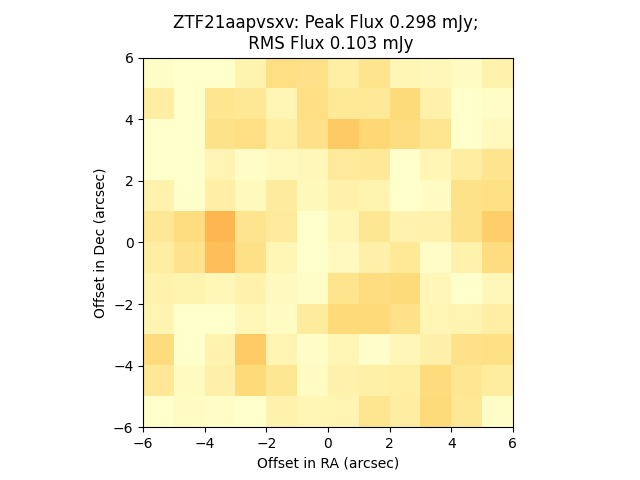 ZTF21aapvsxv: Peak Flux 0.298 mJy;
RMS Flux 0.103 mJy
6
4
2
0
−2
−4
−6
Offset in Dec (arcsec)
−6 −4 −2 0 2 4 6
Offset in RA (arcsec)